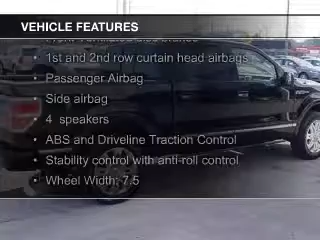 VEHICLE FEATURES
• 1st and 2nd row curtain head airbags
• Passenger Airbag
• Side airbag
• 4 speakers
• ABS and Driveline Traction Control
• Stability control with anti-roll control
• Wheel Width: 7.5